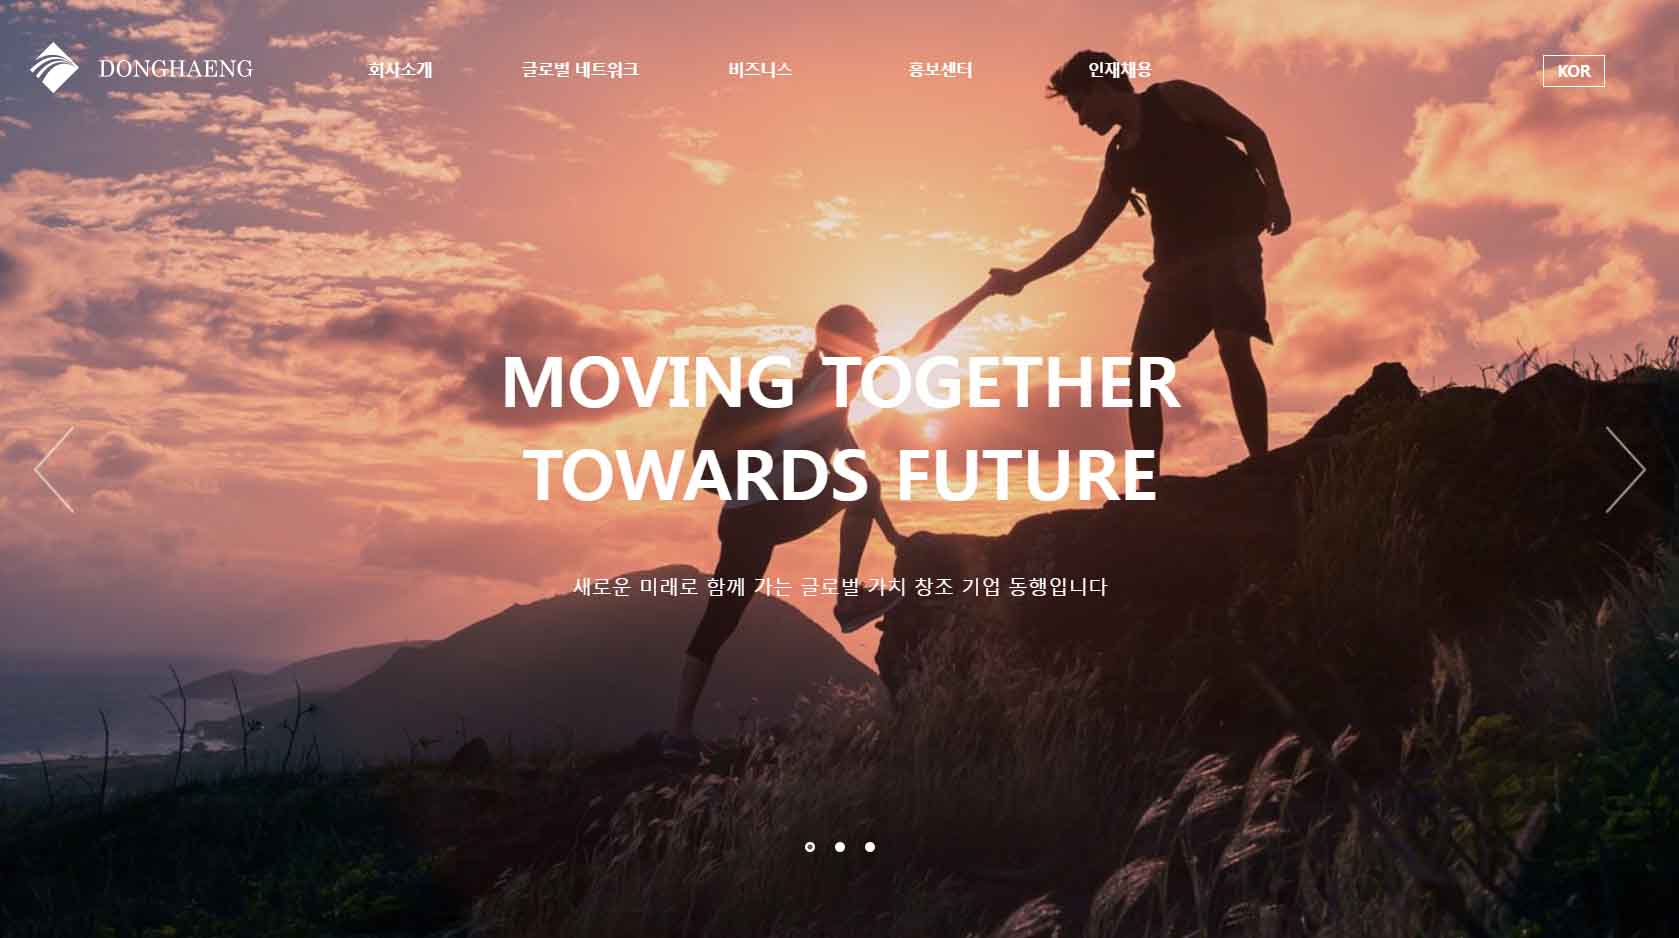 DONGHAENG
회사소개
글로벌 네트워크
비즈니스
홍보센터
인재채용
KOR
MOVING TOGETHER
TOWARDS FUTURE
새로운 미래로 함께 가는 글로벌 가치 창조 기업 동행입니다